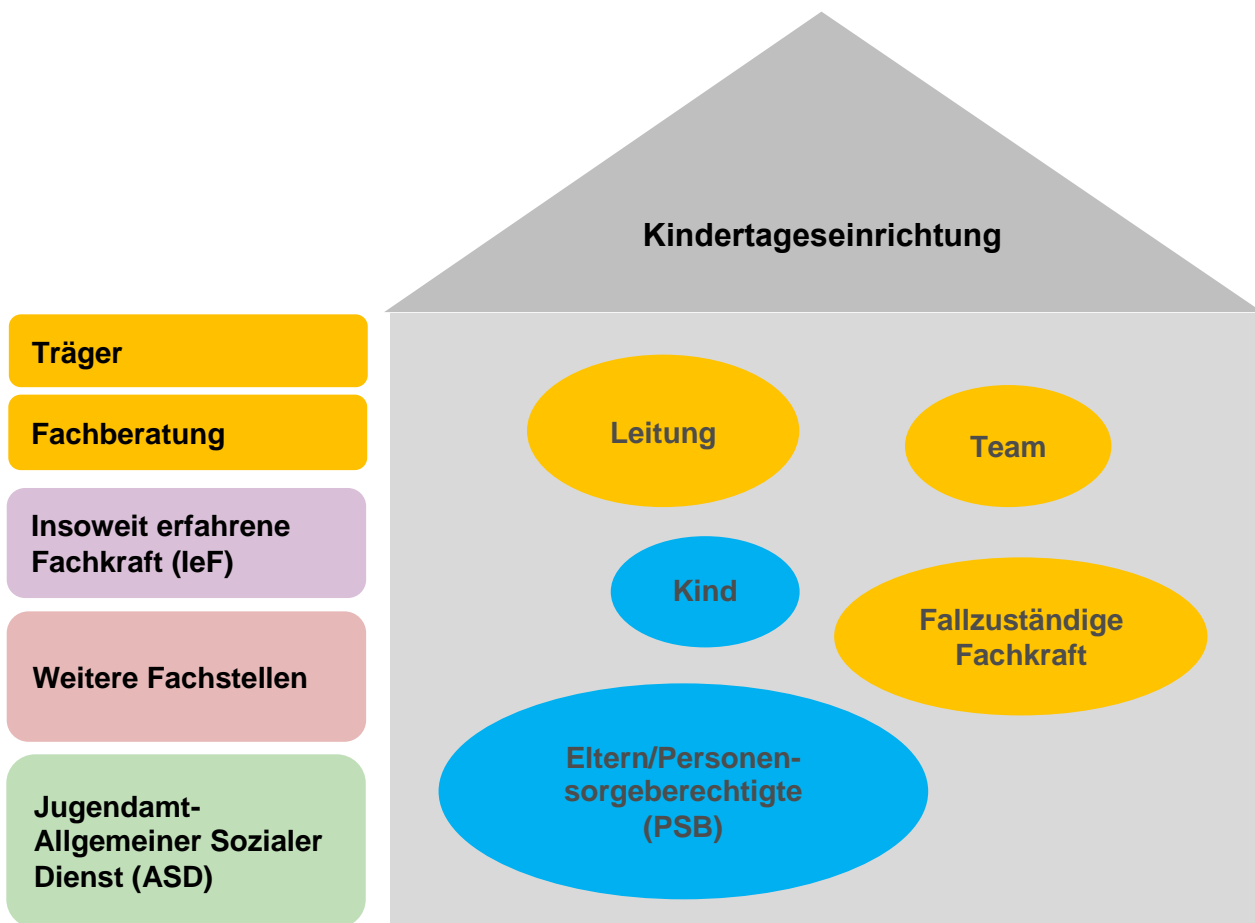 Kindertageseinrichtung
Träger
Fachberatung
Insoweit erfahrene
Fachkraft (IeF)
Weitere Fachstellen
Jugendamt-
Allgemeiner Sozialer
Dienst (ASD)
Leitung
Team
Kind
Fallzuständige
Fachkraft
Eltern/Personen-
sorgeberechtigte
(PSB)